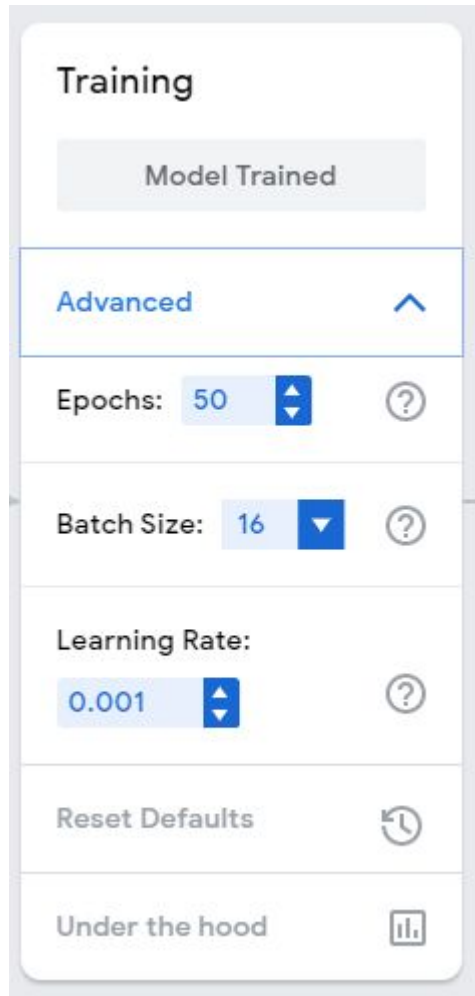 Training
Model Trained
Advanced
Epochs: 50
Batch Size: 16
Learning Rate:
0.001
Reset Defaults
Under the hood